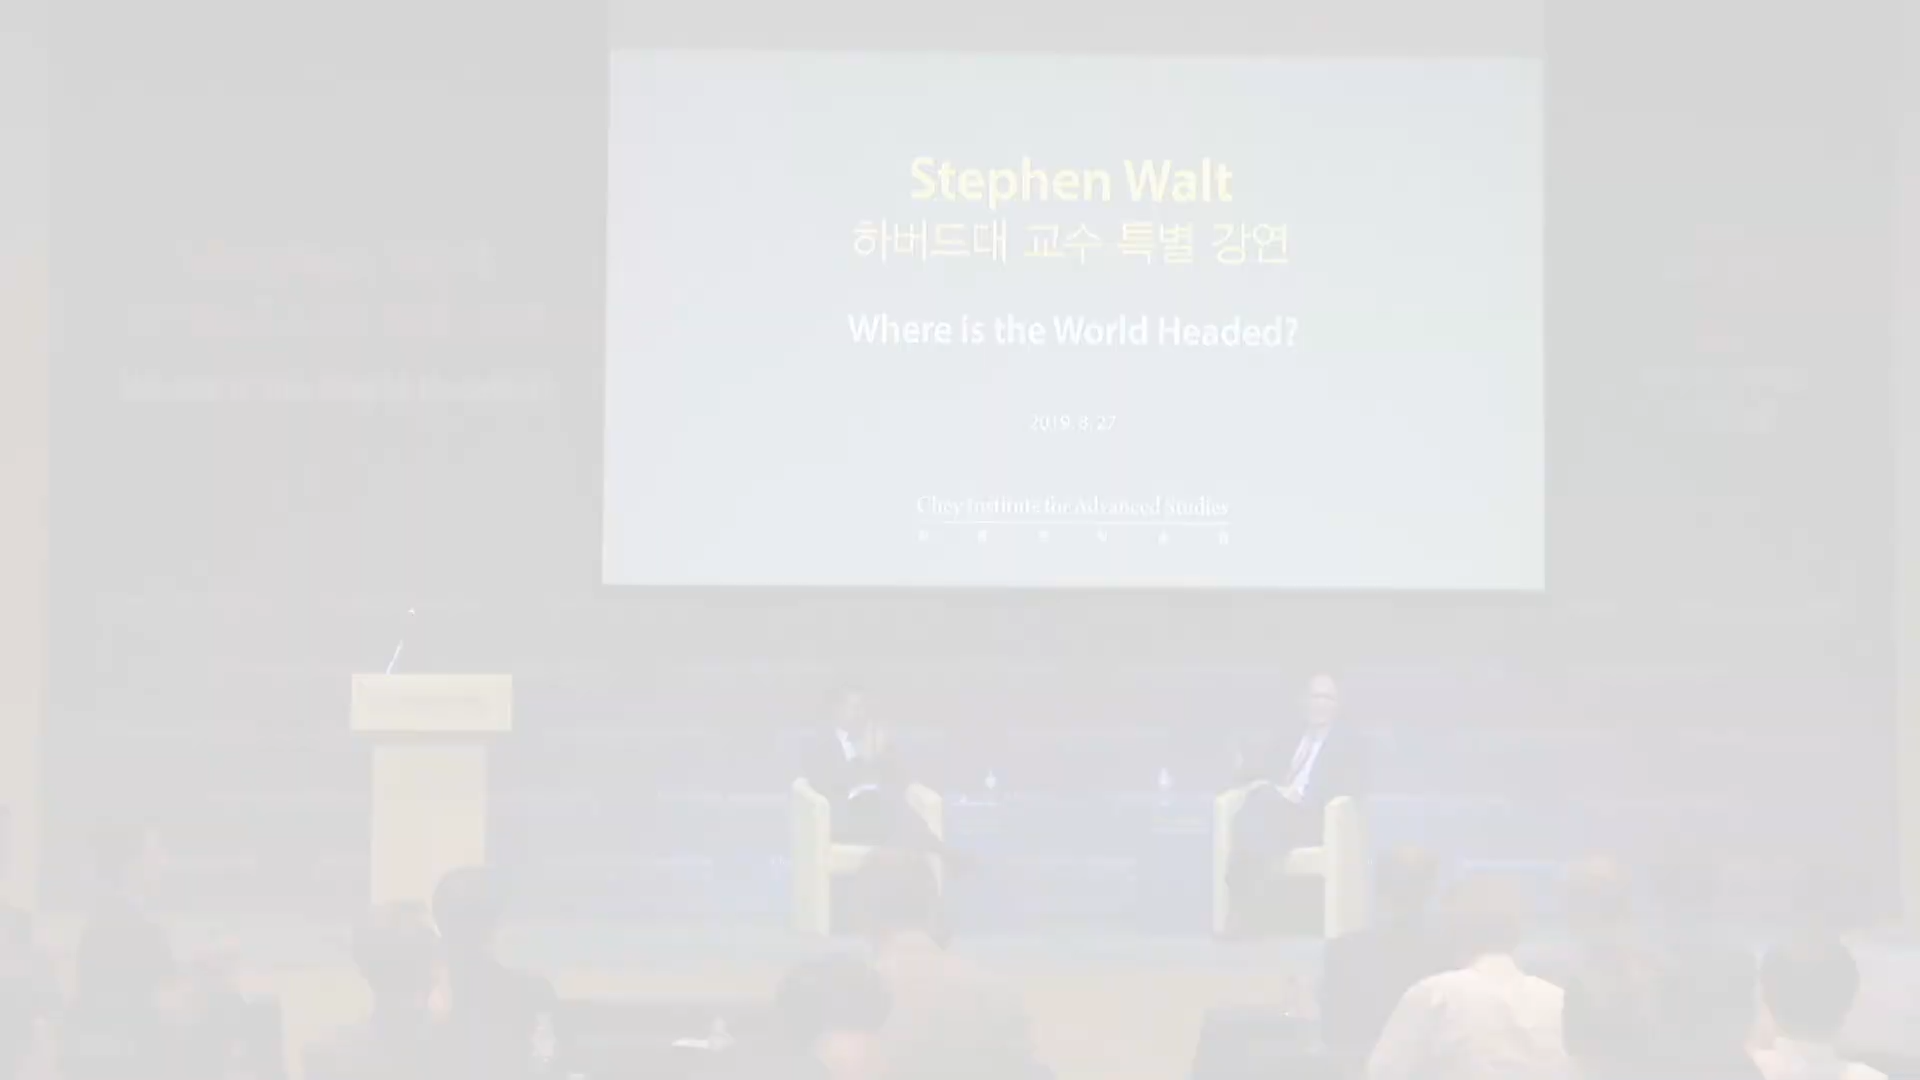 Stephen Walt
하버드대 교수 특별 강연
Where is the World Headed?
2019. 8. 27
Chey Institute for Advanced Studies